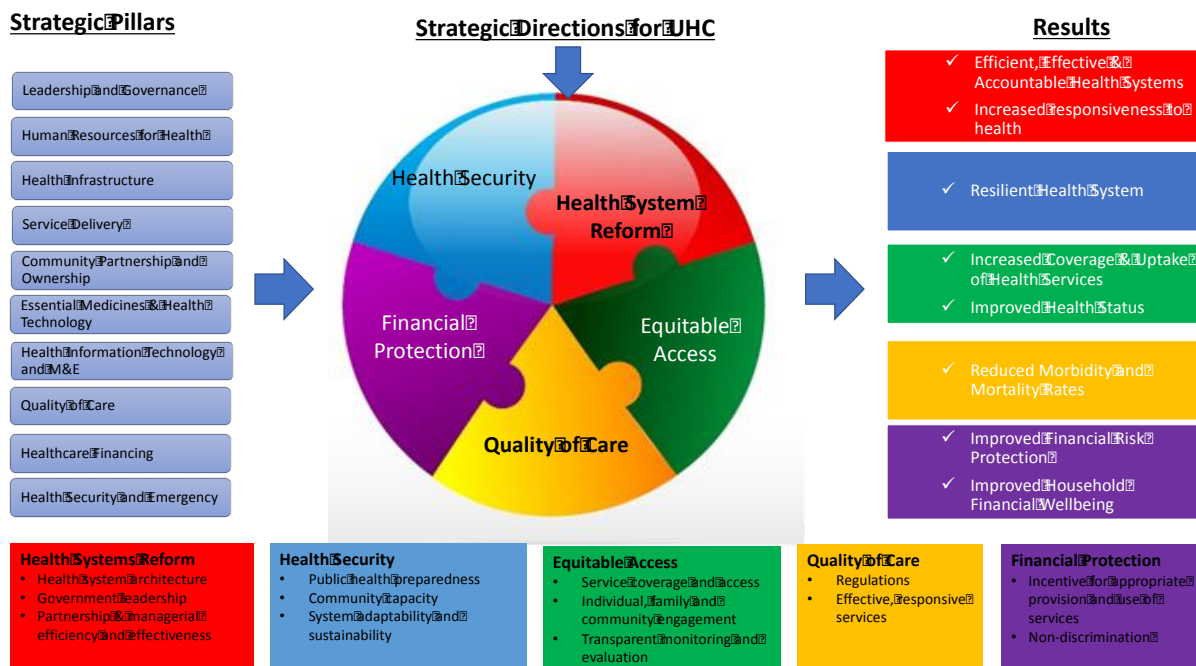 Strategic Pillars
Strategic Directions for UHC
Results
Leadership and Governance
Human Resources for Health
Health Infrastructure
Service Delivery
Community Partnership and
Ownership
Essential Medicines & Health
Technology
Health Information Technology
and M&E
Quality of Care
Healthcare Financing
Health Security and Emergency
Health Security
Health System
Reform
Financial
Protection
Equitable
Access
Quality of Care
✓ Efficient, Effective &
Accountable Health Systems
✓ Increased responsiveness to
health
✓ Resilient Health System
✓ Increased Coverage & Uptake
of Health Services
✓ Improved Health Status
✓ Reduced Morbidity and
Mortality Rates
✓ Improved Financial Risk
Protection
✓ Improved Household
Financial Wellbeing
Health Systems Reform
• Health system architecture
• Government leadership
• Partnership & managerial
efficiency and effectiveness
Health Security
• Public health preparedness
• Community capacity
• System adaptability and
sustainability
Equitable Access
• Service coverage and access
• Individual, family and
community engagement
• Transparent monitoring and
evaluation
Quality of Care
• Regulations
• Effective, responsive
services
Financial Protection
• Incentive for appropriate
provision and use of
services
• Non-discrimination